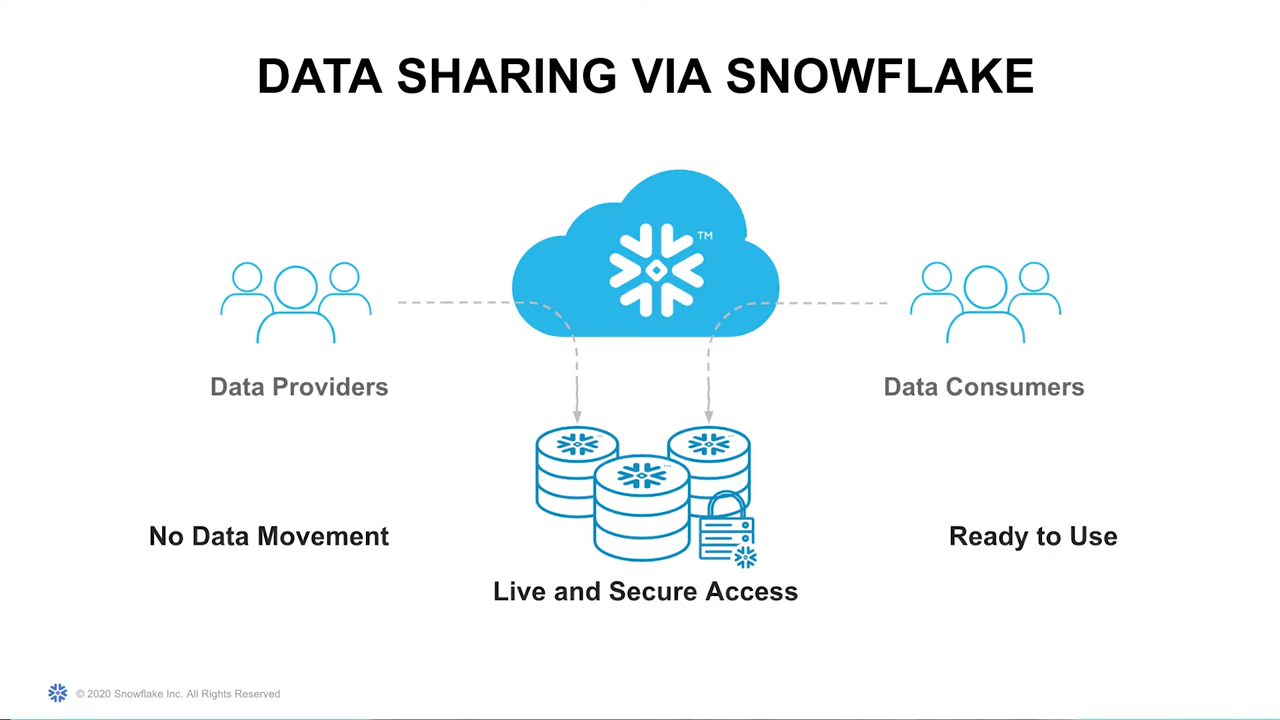 DATA SHARING VIA SNOWFLAKE
TM
Data Providers
Data Consumers
No Data Movement
Ready to Use
Live and Secure Access
© 2020 Snowflake Inc. All Rights Reserved